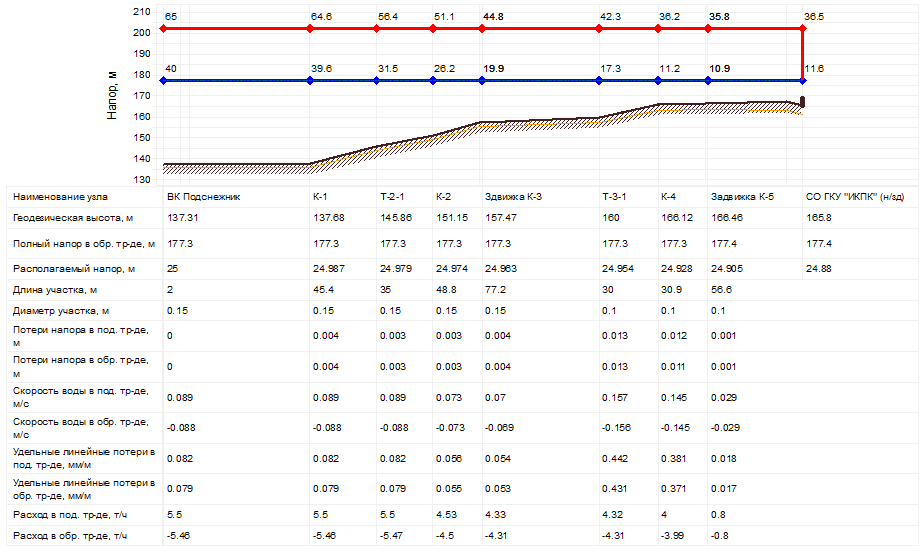 210
65 64.6 56.4 51.1 44.8 42.3 36.2 35.8 36.5
200
190
40 39.6 31.5 26.2 19.9 17.3 11.2 10.9 11.6
180
170
160
150
140
130
Напор, м
Наименование узла ВК Подснежник К-1 Т-2-1 К-2 Здвижка К-3 Т-3-1 К-4 Задвижка К-5 СО ГКУ "ИКПК" (н/зд)
Геодезическая высота, м 137.31 137.68 145.86 151.15 157.47 160 166.12 166.46 165.8
Полный напор в обр. тр-де, м 177.3 177.3 177.3 177.3 177.3 177.3 177.3 177.4 177.4
Располагаемый напор, м 25 24.987 24.979 24.974 24.963 24.954 24.928 24.905 24.88
Длина участка, м 2 45.4 35 48.8 77.2 30 30.9 56.6
Диаметр участка, м 0.15 0.15 0.15 0.15 0.15 0.1 0.1 0.1
Потери напора в под. тр-де,
м 0 0.004 0.003 0.003 0.004 0.013 0.012 0.001
Потери напора в обр. тр-де,
м 0 0.004 0.003 0.003 0.004 0.013 0.011 0.001
Скорость воды в под. тр-де,
м/с 0.089 0.089 0.089 0.073 0.07 0.157 0.145 0.029
Скорость воды в обр. тр-де,
м/с -0.088 -0.088 -0.088 -0.073 -0.069 -0.156 -0.145 -0.029
Удельные линейные потери в
под. тр-де, мм/м 0.082 0.082 0.082 0.056 0.054 0.442 0.381 0.018
Удельные линейные потери в
обр. тр-де, мм/м 0.079 0.079 0.079 0.055 0.053 0.431 0.371 0.017
Расход в под. тр-де, т/ч 5.5 5.5 5.5 4.53 4.33 4.32 4 0.8
Расход в обр. тр-де, т/ч -5.46 -5.46 -5.47 -4.5 -4.31 -4.31 -3.99 -0.8